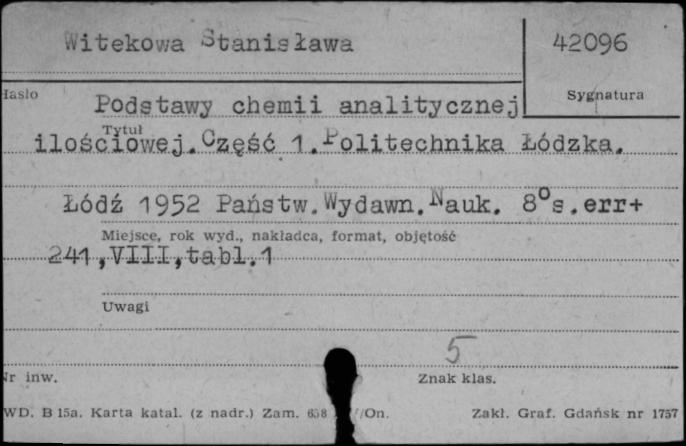 Witekowa Stanisława
42096
Hasło
Sygnatura
Podstawy chemii analitycznej
Tytuł
ilościowej. Część 1. Politechnika Łódzka.
Łódź 1952 Państw. Wydawn. Nauk. 8° s. err+
Miejsce, rok wyd., nakładca, format, objętość
241, VIII, tabl. 1
Uwagi
5
Nr inw.
Znak klas.
WD. B 15a. Karta katal. (z nadr.) Zam. /On.
Zakł. Graf. Gdańsk nr 1757